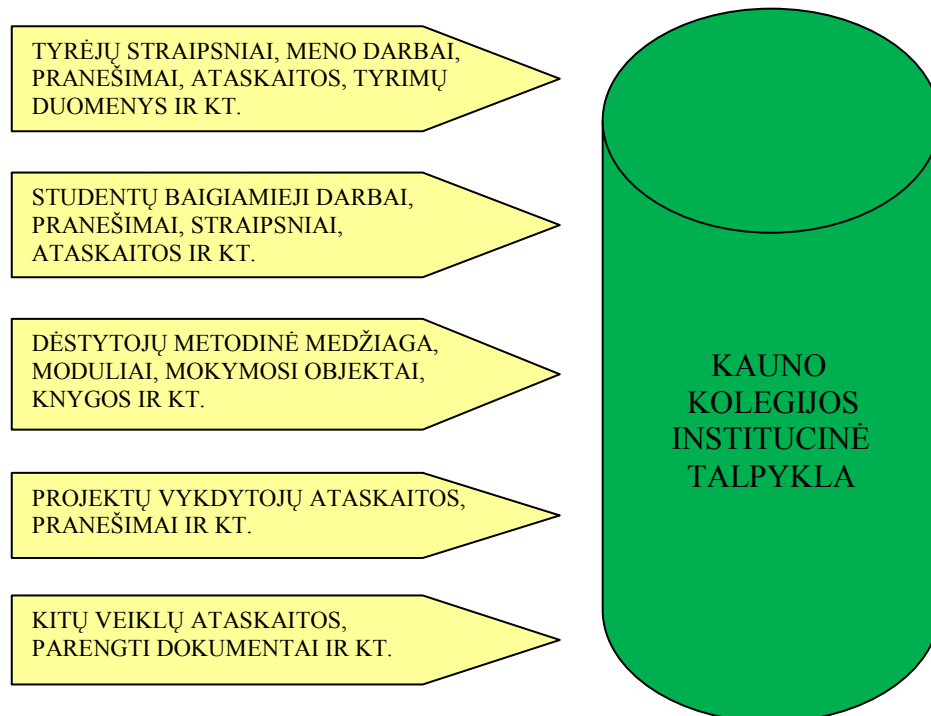 TYRĖJŲ STRAIPSNIAI, MENO DARBAI,
PRANEŠIMAI, ATASKAITOS, TYRIMŲ
DUOMENYS IR KT.
STUDENTŲ BAIGIAMIEJI DARBAI,
PRANEŠIMAI, STRAIPSNIAI,
ATASKAITOS IR KT.
DĖSTYTOJŲ METODINĖ MEDŽIAGA,
MODULIAI, MOKYMOSI OBJEKTAI,
KNYGOS IR KT.
PROJEKTŲ VYKDYTOJŲ ATASKAITOS,
PRANEŠIMAI IR KT.
KITŲ VEIKLŲ ATASKAITOS,
PARENGTI DOKUMENTAI IR KT.
KAUNO
KOLEGIJOS
INSTITUCINĖ
TALPYKLA